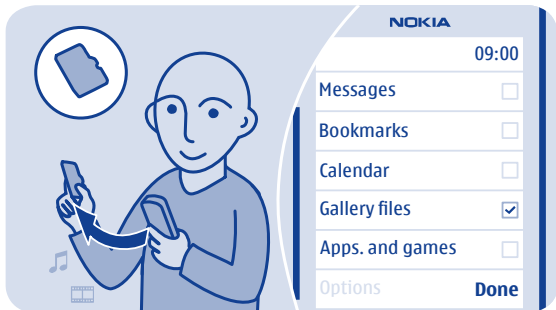 NOKIA
09:00
Messages
Bookmarks
Calendar
Gallery files
Apps. and games
Options Done